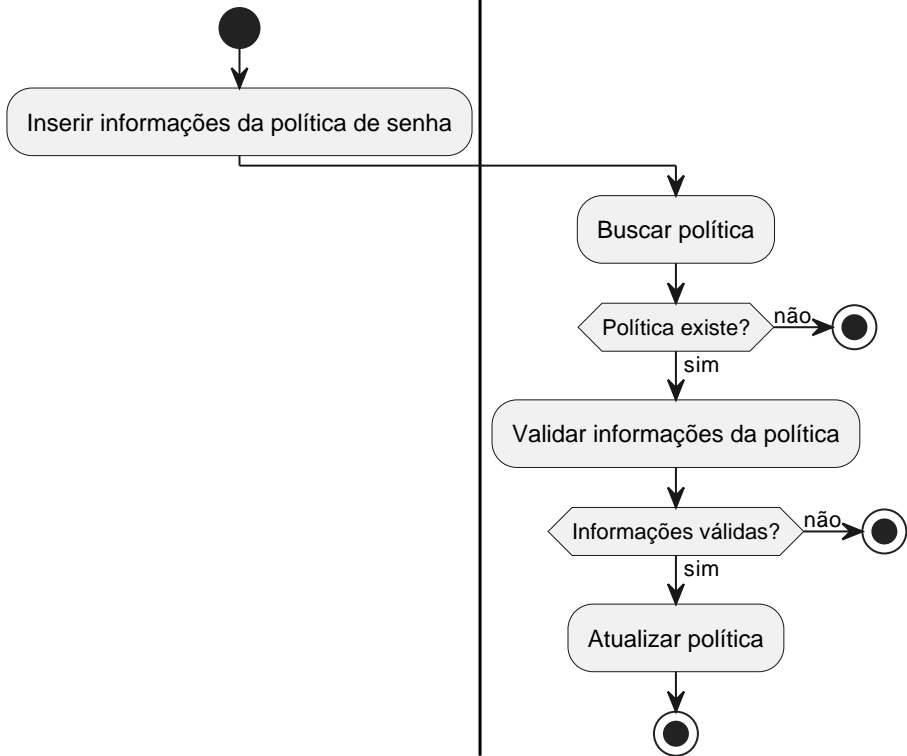 Inserir informações da política de senha
Buscar política
Política existe?
não
sim
Validar informações da política
Informações válidas?
não
sim
Atualizar política